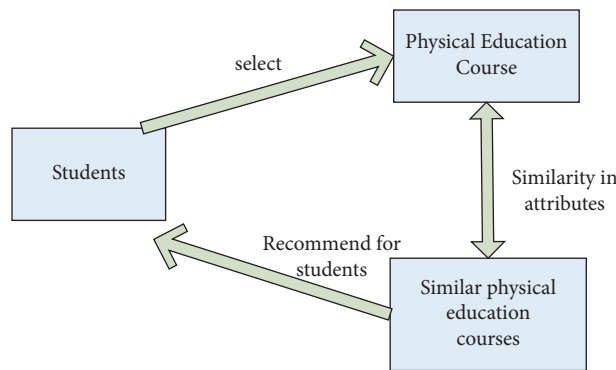 Physical Education
Course
select
Students
Similarity in
attributes
Recommend for
students
Similar physical
education
courses